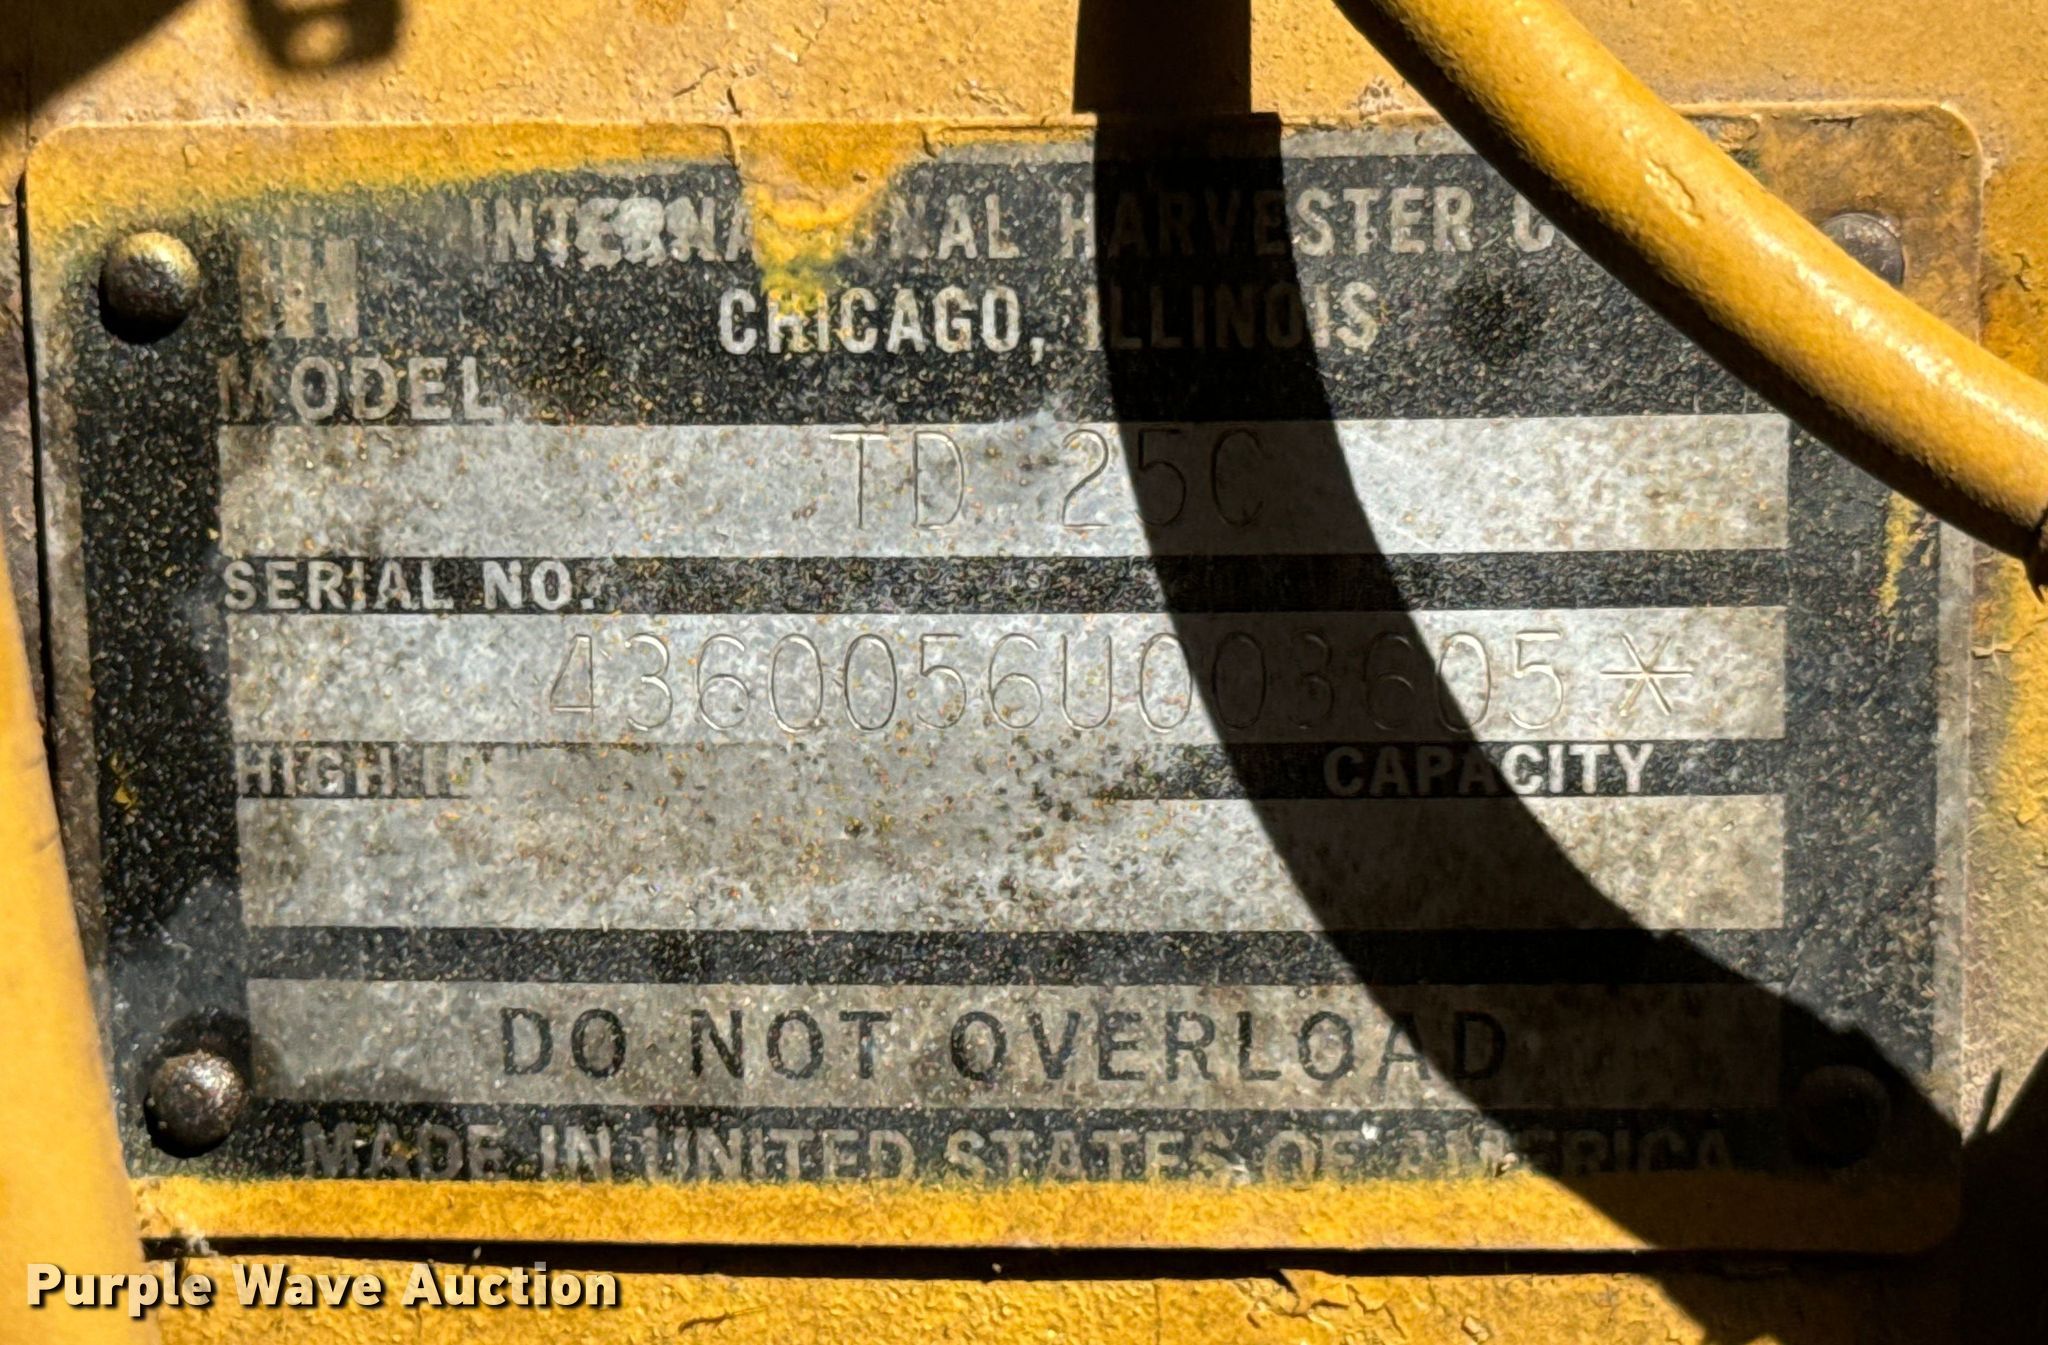 IH
INTERNATIONAL HARVESTER
CHICAGO, ILLINOIS
MODEL
TD 25C
SERIAL NO.
4360056U003605*
CAPACITY
DO NOT OVERLOAD
MADE IN UNITED STATES OF AMERICA
Purple Wave Auction